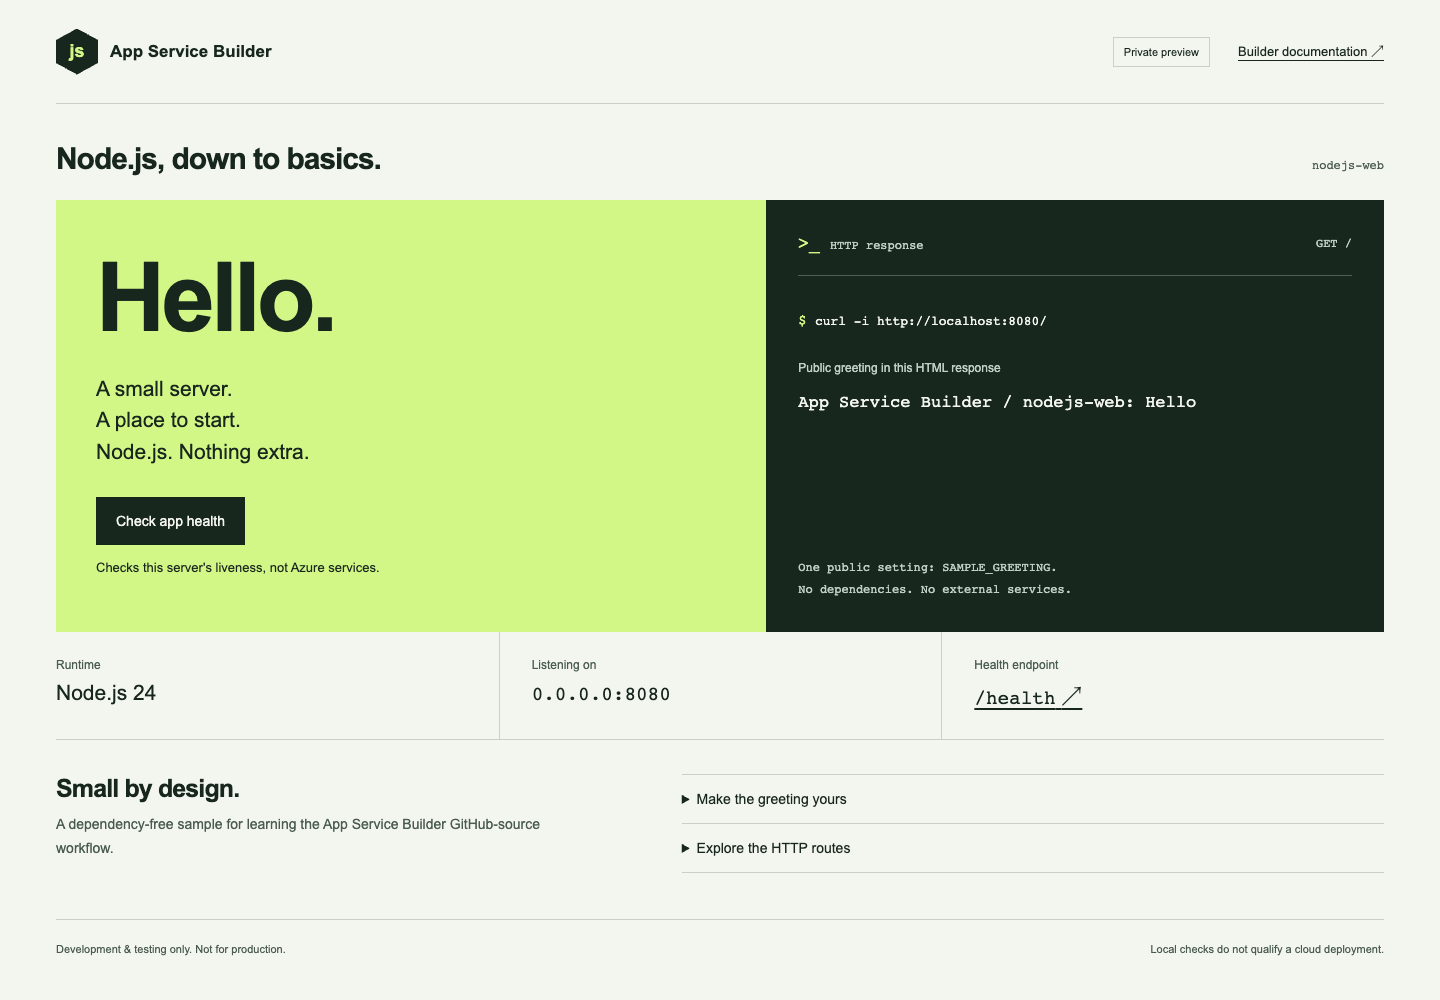 js
App Service Builder
Private preview
Builder documentation ↗
Node.js, down to basics.
nodejs-web
Hello.
A small server.
A place to start.
Node.js. Nothing extra.
Check app health
Checks this server's liveness, not Azure services.
>_ HTTP response
GET /
$ curl -i http://localhost:8080/
Public greeting in this HTML response
App Service Builder / nodejs-web: Hello
One public setting: SAMPLE_GREETING.
No dependencies. No external services.
Runtime
Node.js 24
Listening on
0.0.0.0:8080
Health endpoint
/health ↗
Small by design.
A dependency-free sample for learning the App Service Builder GitHub-source
workflow.
▶ Make the greeting yours
▶ Explore the HTTP routes
Development & testing only. Not for production.
Local checks do not qualify a cloud deployment.